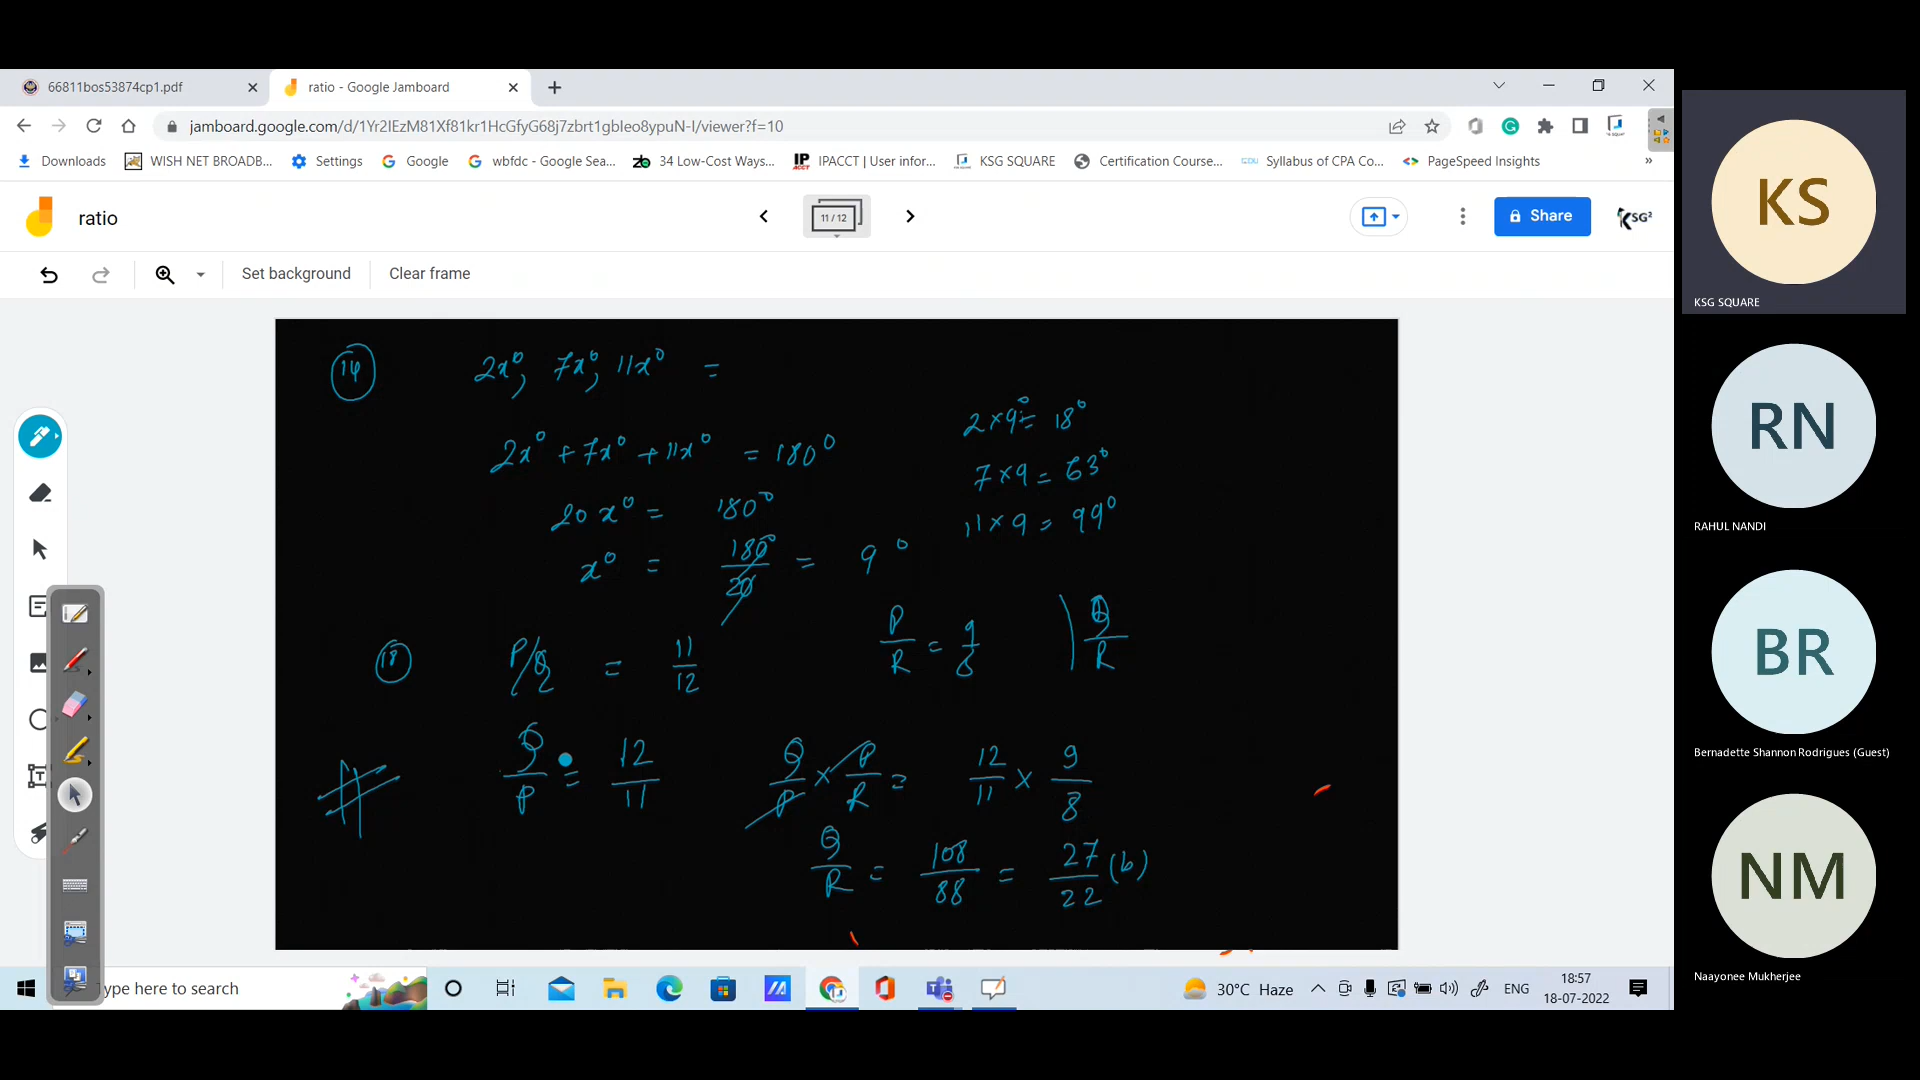 66811bos53874cp1.pdf
ratio - Google Jamboard
jamboard.google.com/d/1Yr2IEzM81Xf81kr1HcGfyG68j7zbrt1gbIeo8ypuN-I/viewer?f=10
Downloads WISH NET BROADB... Settings Google wbfdc - Google Sea... 34 Low-Cost Ways... IPACCT | User infor... KSG SQUARE Certification Course... Syllabus of CPA Co... PageSpeed Insights »
ratio
11 / 12
Share
KSG²
Set background Clear frame
14 2x°, 7x°, 11x° =
2x° + 7x° + 11x° = 180°
20 x° = 180°
x° = 180°/20 = 9°
2 × 9° = 18°
7 × 9 = 63°
11 × 9 = 99°
18 P/Q = 11/12
P/R = 9/8 | Q/R
Q/P = 12/11 Q/P × P/R = 12/11 × 9/8
Q/R = 108/88 = 27/22 (b)
KS
KSG SQUARE
RN
RAHUL NANDI
BR
Bernadette Shannon Rodrigues (Guest)
NM
Naayonee Mukherjee
Type here to search
30°C Haze
ENG
18:57
18-07-2022